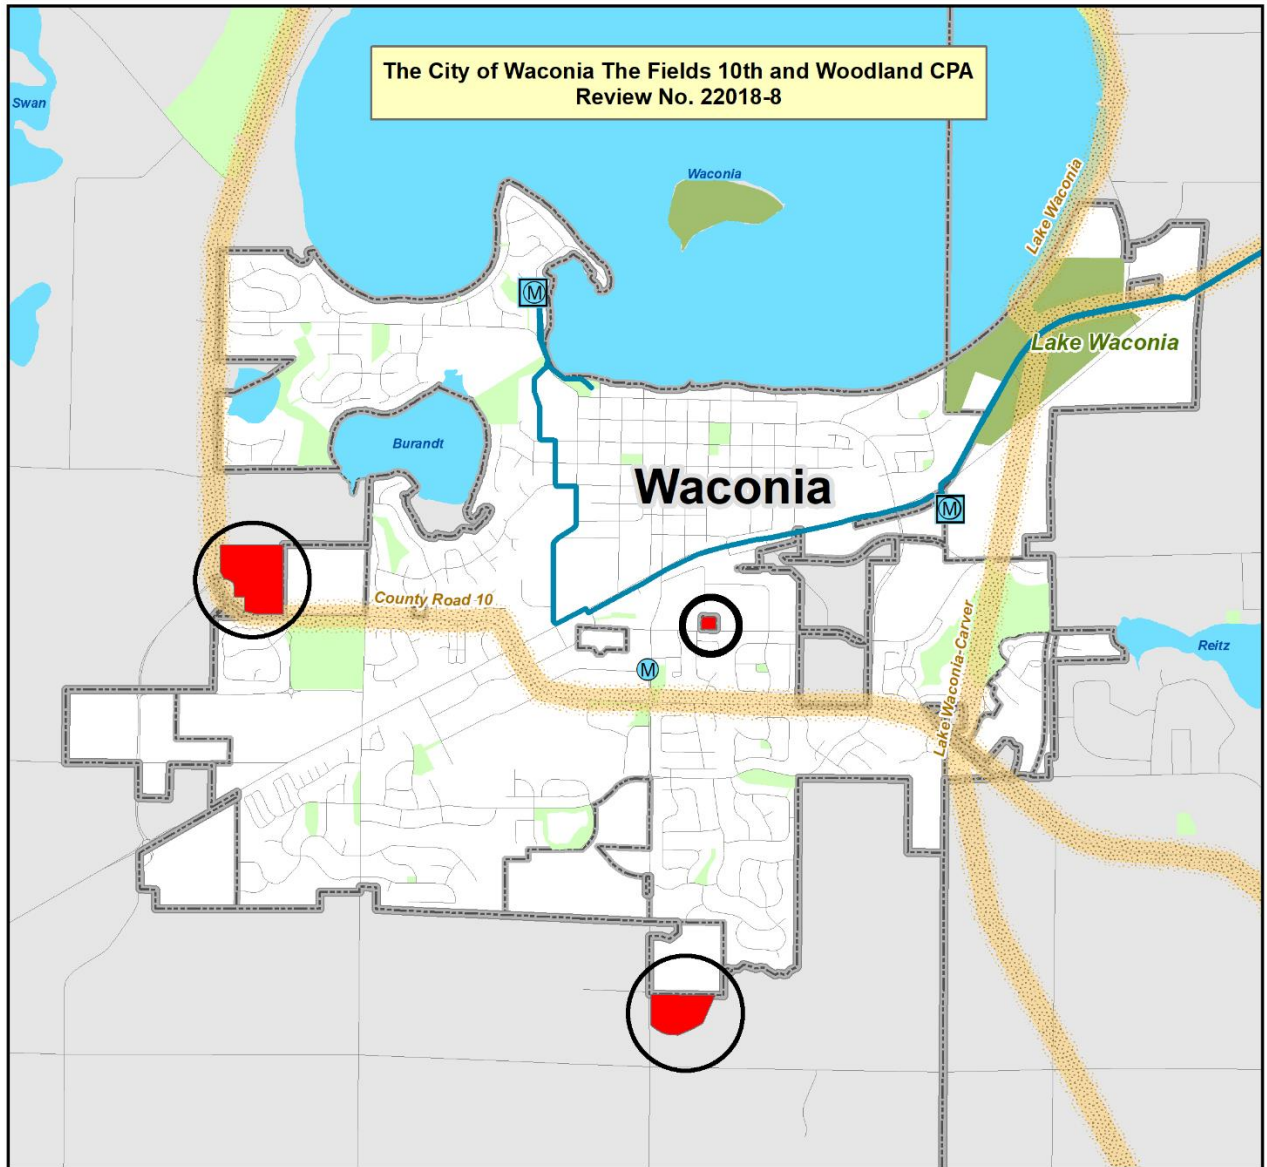 The City of Waconia The Fields 10th and Woodland CPA
Review No. 22018-8
Swan
Waconia
Lake Waconia
M
Lake Waconia
Burandt
Waconia
M
County Road 10
M
Reitz
Lake Waconia-Carver